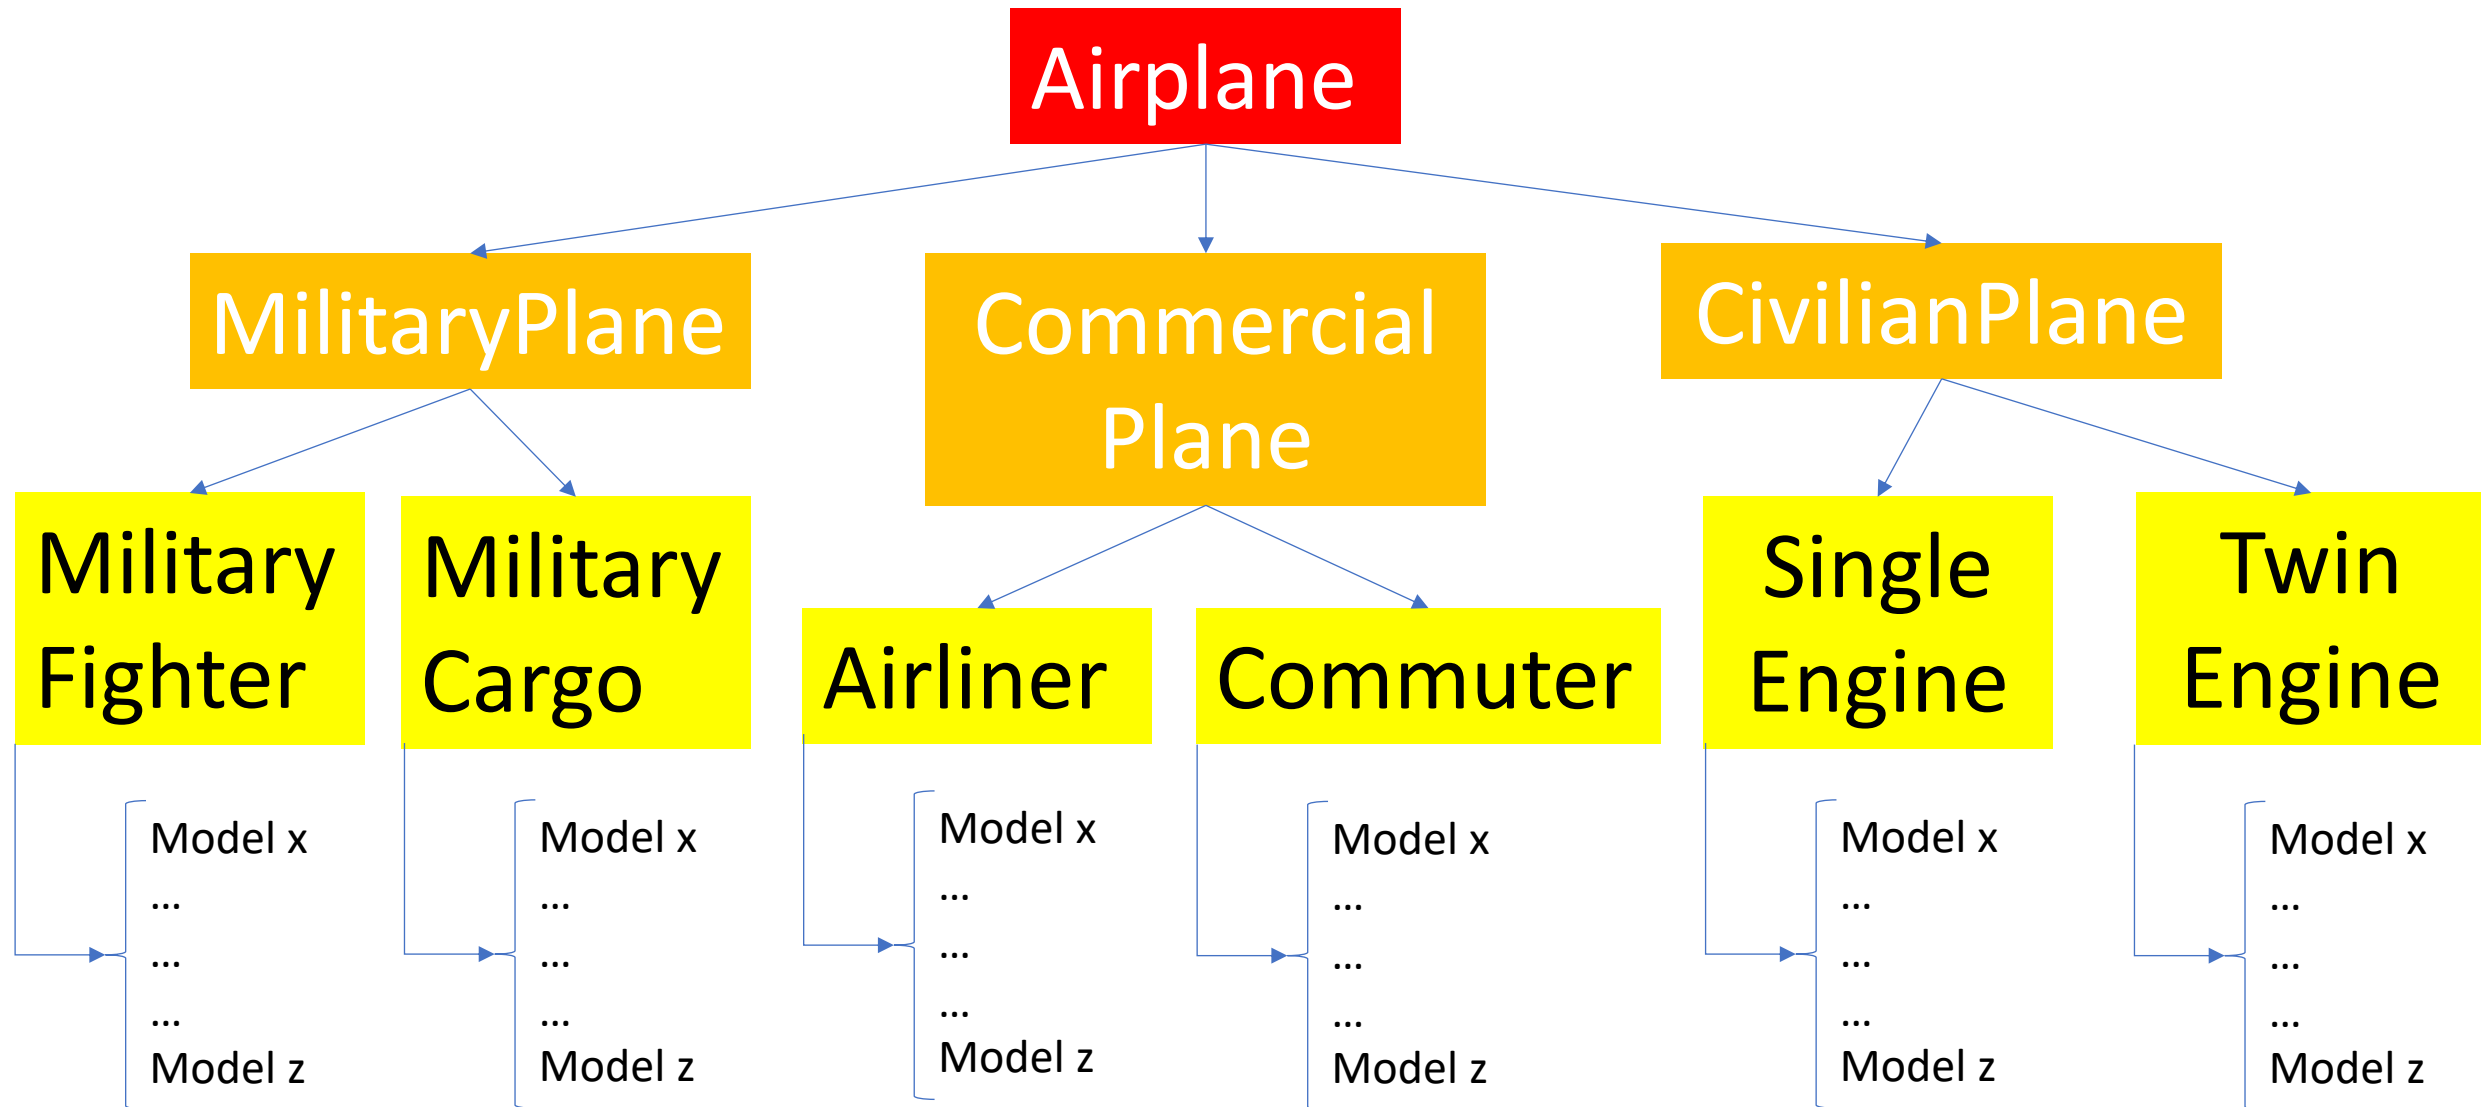 Airplane
MilitaryPlane
Commercial
Plane
CivilianPlane
Military
Fighter
Military
Cargo
Airliner
Commuter
Single
Engine
Twin
Engine
Model x
...
...
...
Model z
Model x
...
...
...
Model z
Model x
...
...
...
Model z
Model x
...
...
...
Model z
Model x
...
...
...
Model z
Model x
...
...
...
Model z